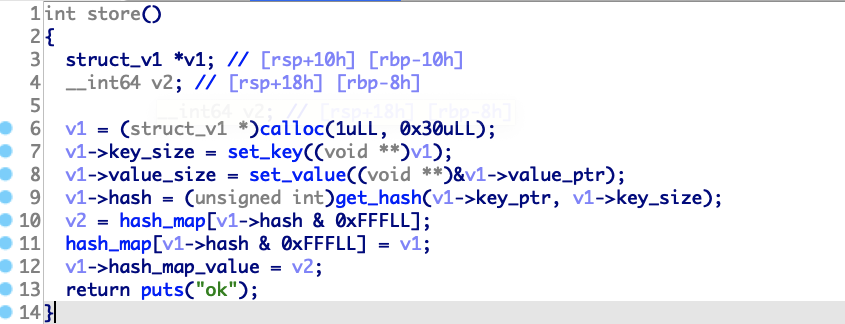 1 int store()
2 {
3   struct_v1 *v1; // [rsp+10h] [rbp-10h]
4   __int64 v2; // [rsp+18h] [rbp-8h]
5
6   v1 = (struct_v1 *)calloc(1uLL, 0x30uLL);
7   v1->key_size = set_key((void **)v1);
8   v1->value_size = set_value((void **)&v1->value_ptr);
9   v1->hash = (unsigned int)get_hash(v1->key_ptr, v1->key_size);
10   v2 = hash_map[v1->hash & 0xFFFLL];
11   hash_map[v1->hash & 0xFFFLL] = v1;
12   v1->hash_map_value = v2;
13   return puts("ok");
14 }